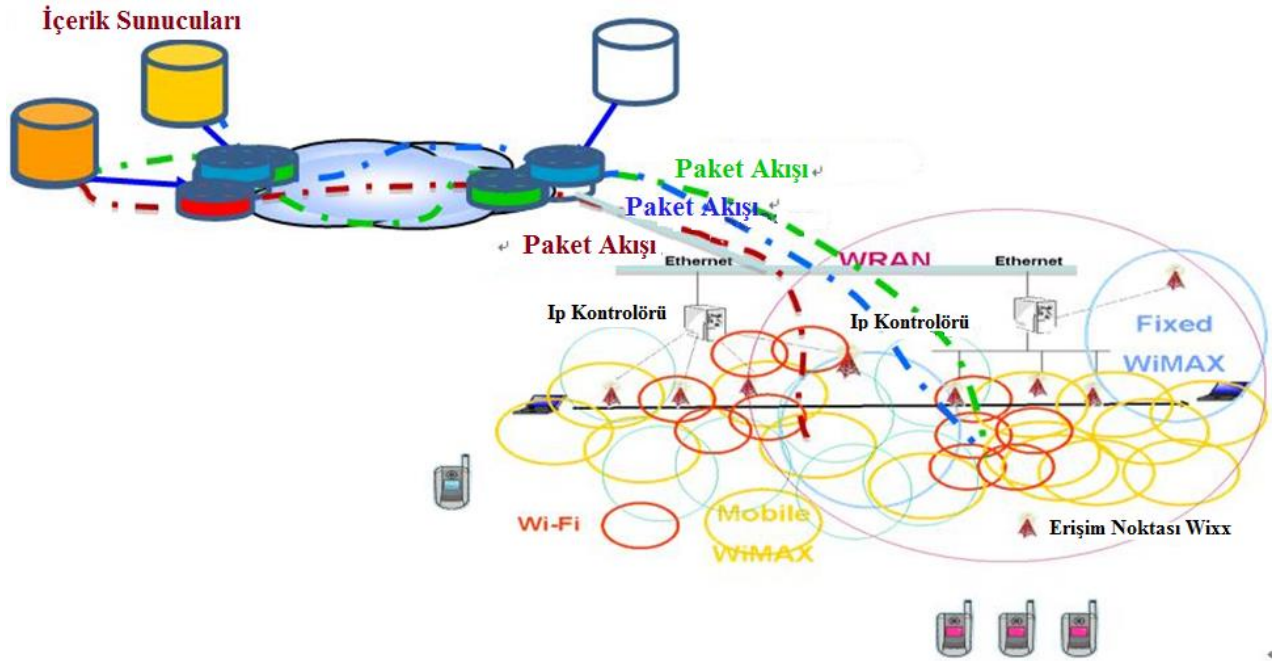 İçerik Sunucuları
Paket Akışı
Paket Akışı
Paket Akışı
WRAN
Ethernet
Ethernet
Ip Kontrolörü
Ip Kontrolörü
Fixed
WiMAX
Wi-Fi
Mobile
WiMAX
Erişim Noktası Wixx